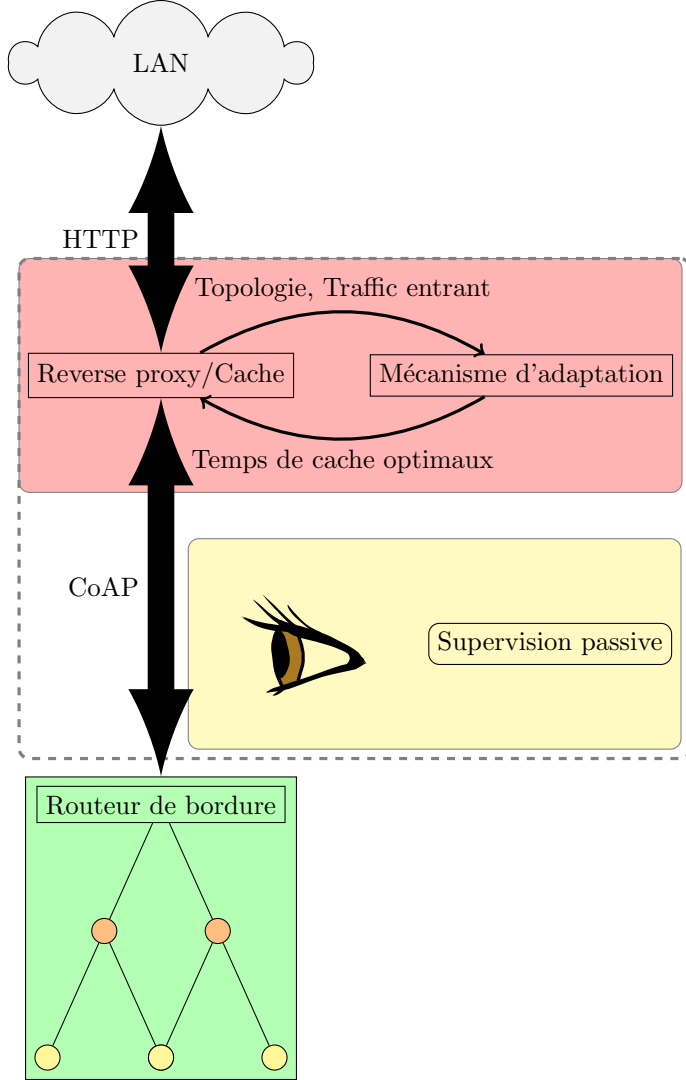 LAN
HTTP
Topologie, Traffic entrant
Reverse proxy/Cache
Mécanisme d'adaptation
Temps de cache optimaux
CoAP
Supervision passive
Routeur de bordure